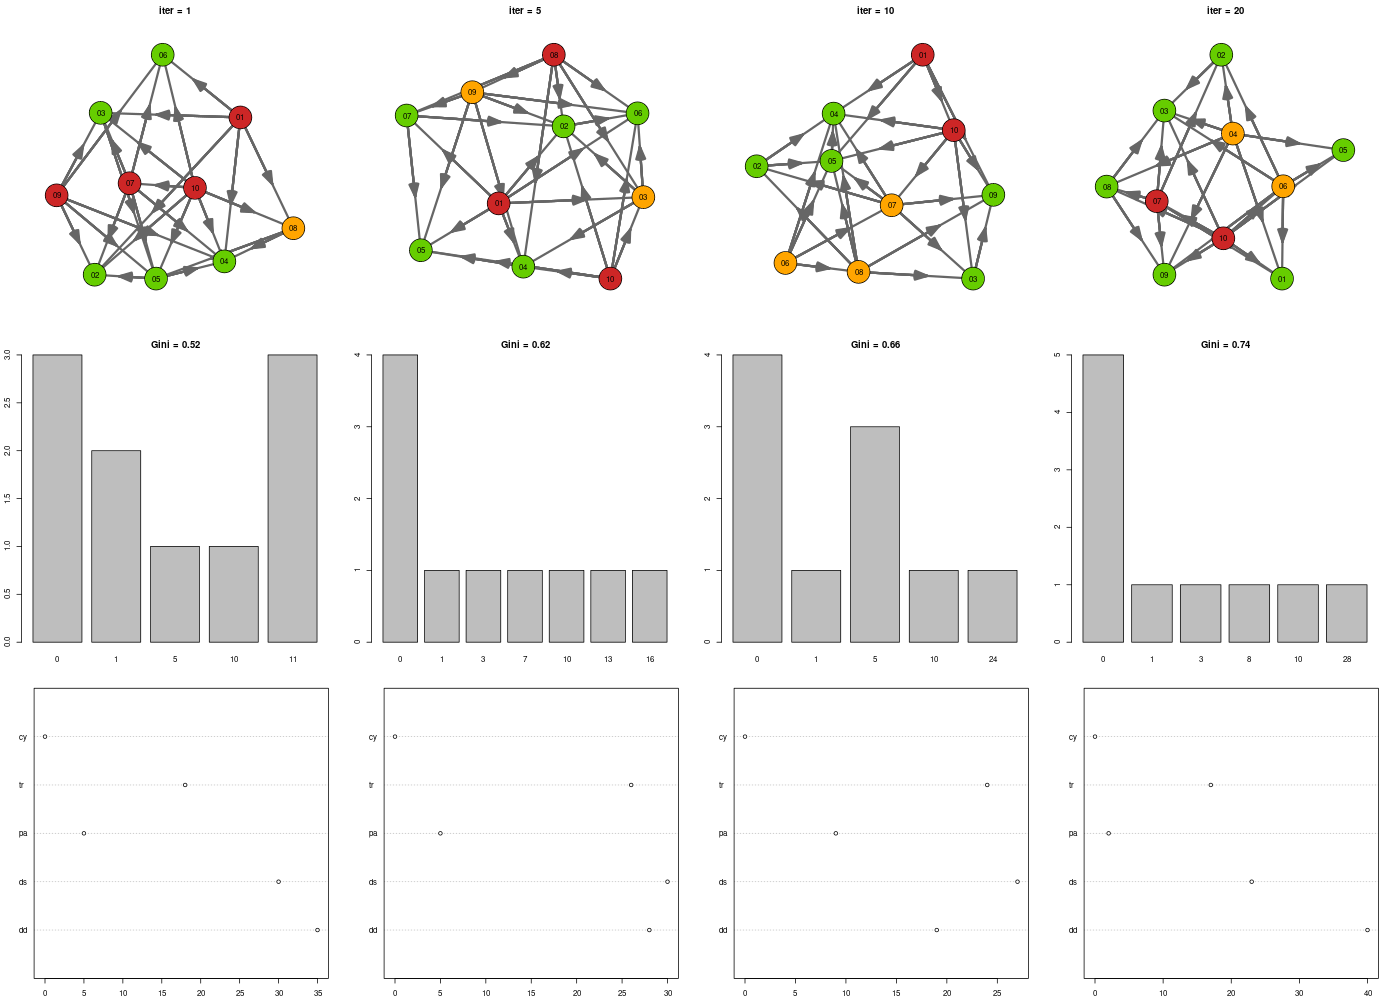 iter = 1
iter = 5
iter = 10
iter = 20
06
03
01
07
10
09
08
04
02
05
08
09
07
02
06
01
03
05
04
10
01
04
10
02
05
09
07
06
08
03
02
03
04
05
08
06
07
10
09
01
Gini = 0.52
0.0 0.5 1.0 1.5 2.0 2.5 3.0
0 1 5 10 11
Gini = 0.62
0 1 2 3 4
0 1 3 7 10 13 16
Gini = 0.66
0 1 2 3 4
0 1 5 10 24
Gini = 0.74
0 1 2 3 4 5
0 1 3 8 10 28
cy
tr
pa
ds
dd
0 5 10 15 20 25 30 35
cy
tr
pa
ds
dd
0 5 10 15 20 25 30
cy
tr
pa
ds
dd
0 5 10 15 20 25
cy
tr
pa
ds
dd
0 10 20 30 40